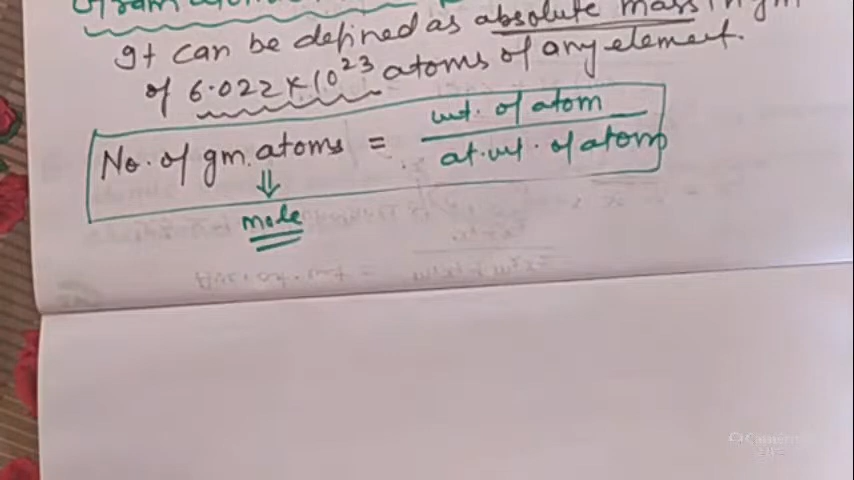 It can be defined as absolute mass in gm
of 6.022×10²³ atoms of any element.
No. of gm. atoms = wt. of atom / at. wt. of atom
⇓
mole